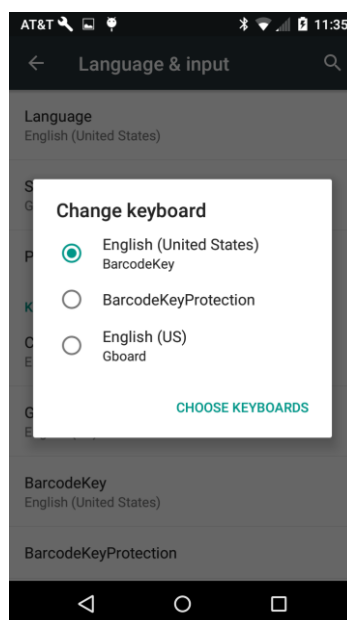 AT&T
11:35
Language & input
Language
English (United States)
S
G
Change keyboard
English (United States)
BarcodeKey
P
BarcodeKeyProtection
K
English (US)
Gboard
C
E
CHOOSE KEYBOARDS
G
E
BarcodeKey
English (United States)
BarcodeKeyProtection